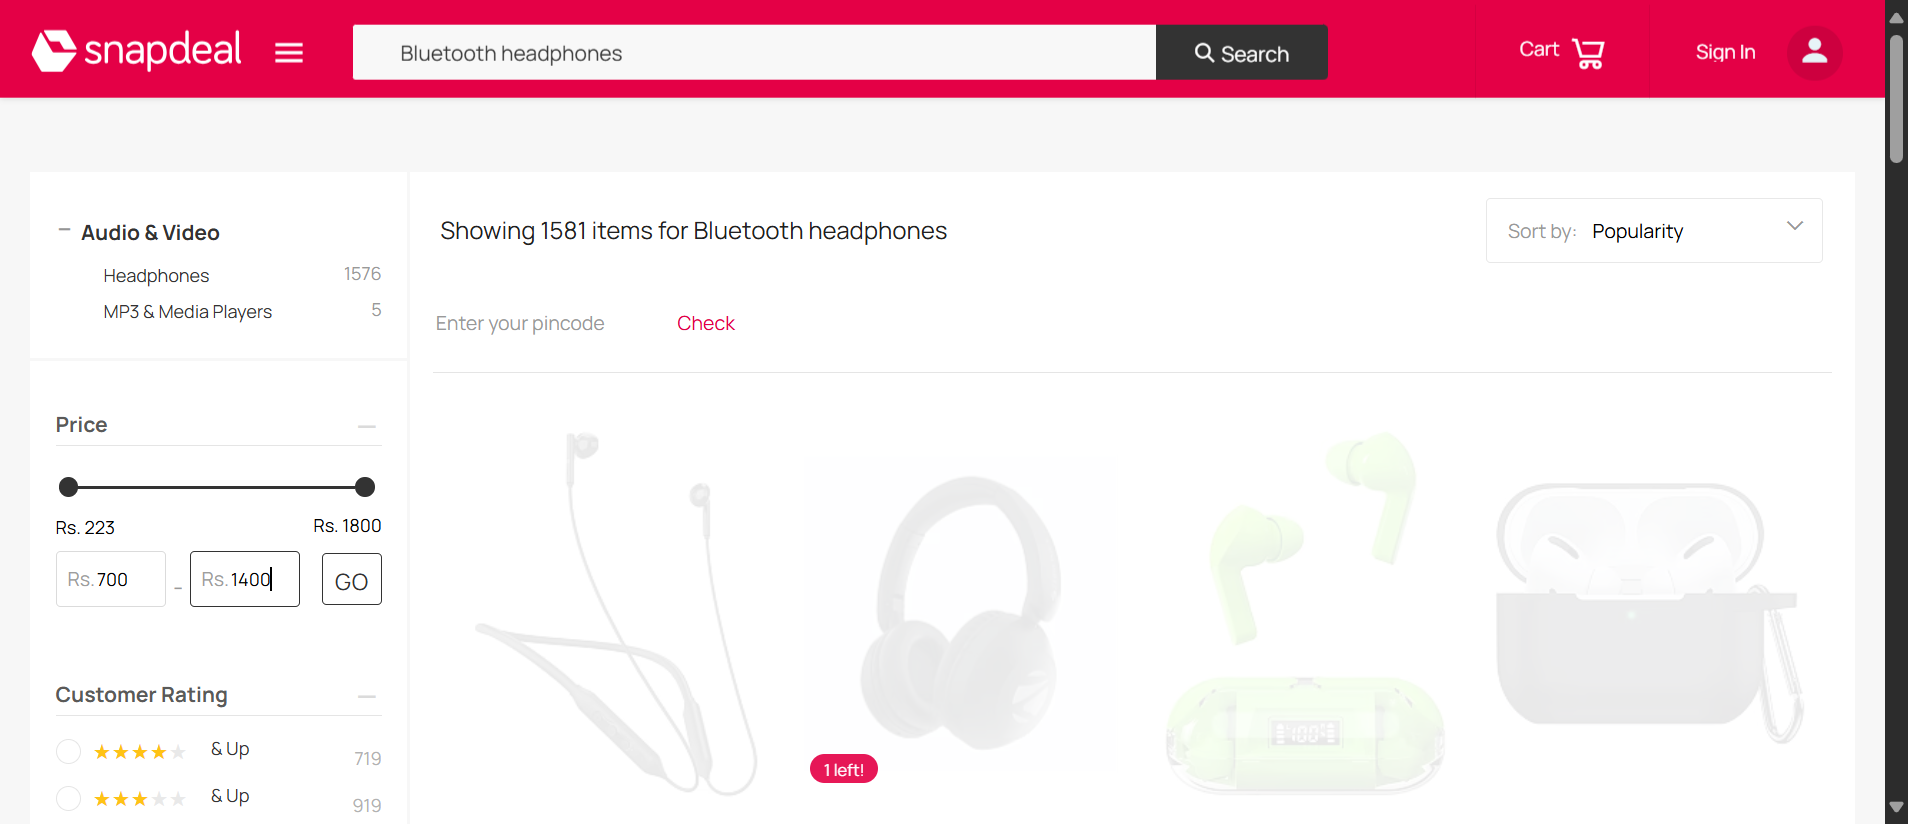 snapdeal
Bluetooth headphones
Search
Cart
Sign In
Audio & Video
Headphones 1576
MP3 & Media Players 5
Showing 1581 items for Bluetooth headphones
Sort by: Popularity
Enter your pincode Check
Price
Rs. 223 Rs. 1800
Rs. 700 - Rs. 1400 GO
Customer Rating
& Up 719
& Up 919
100
1 left!